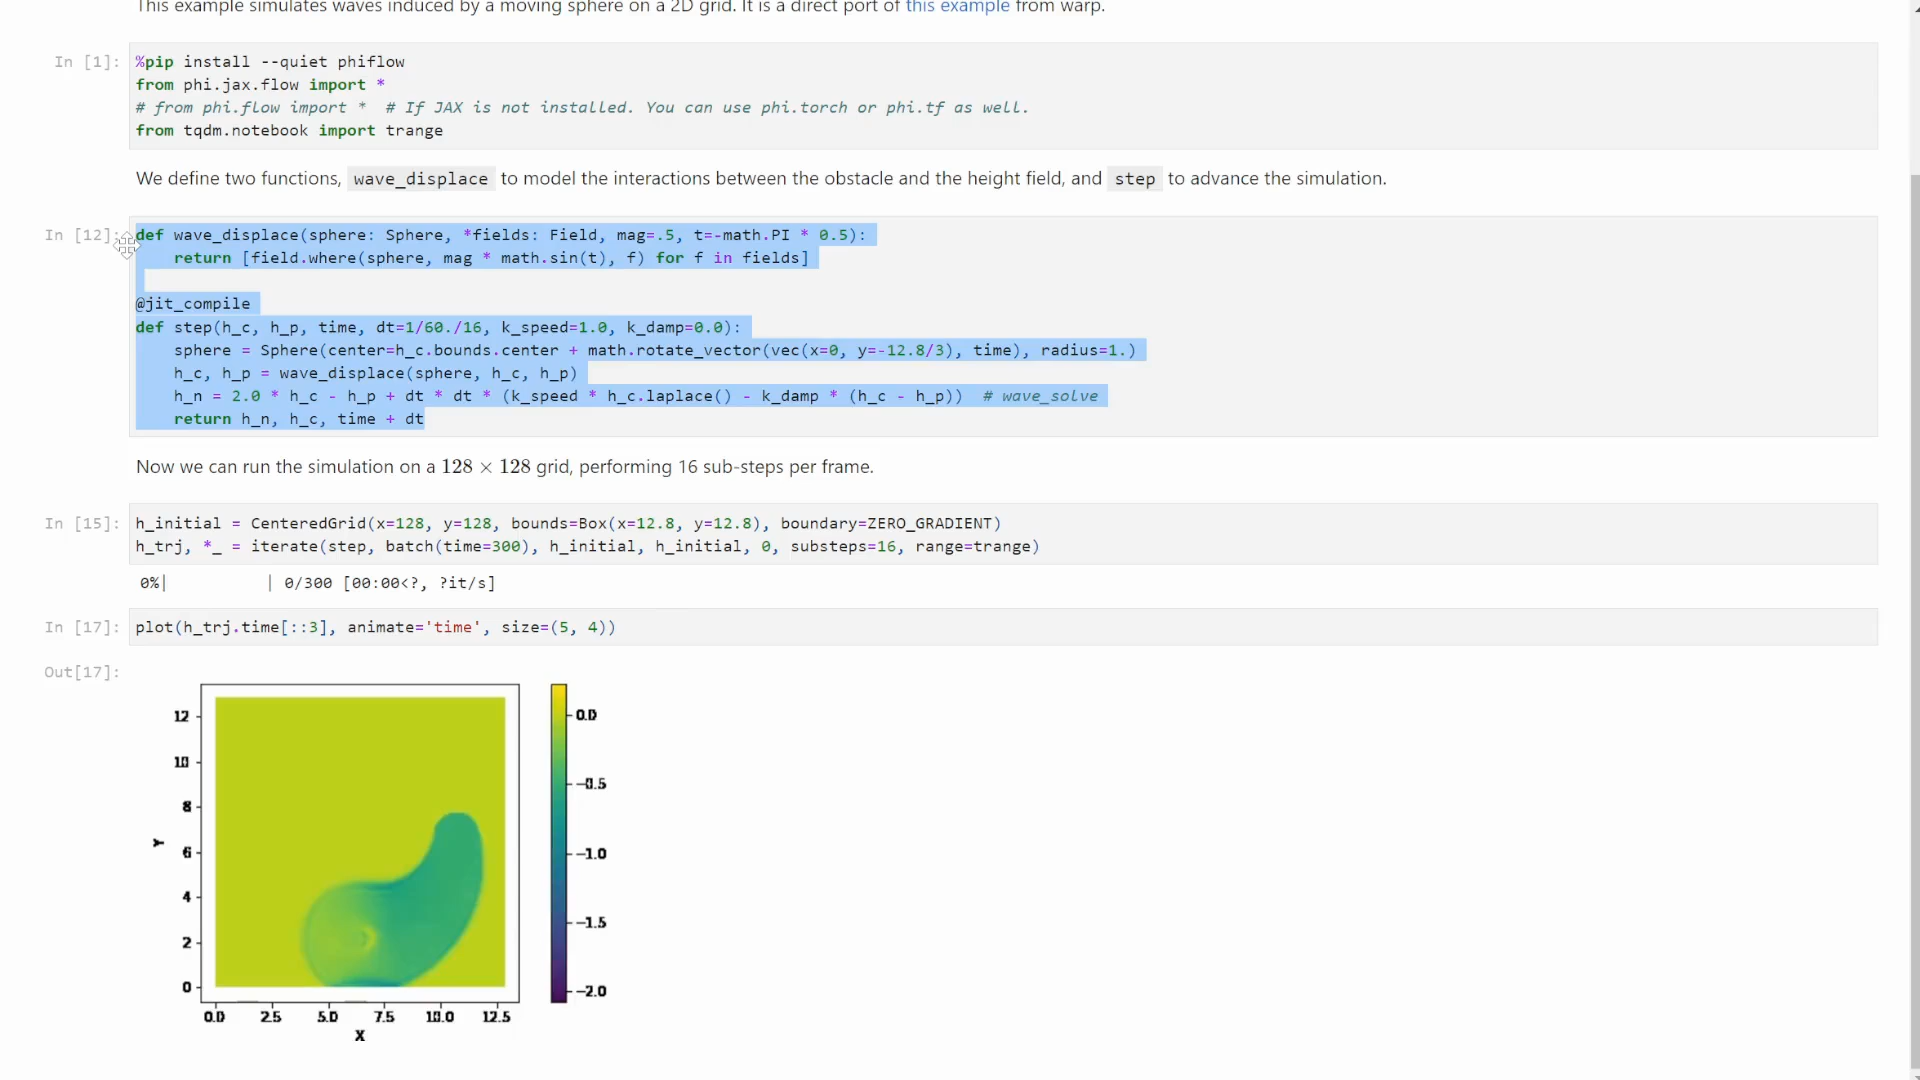 This example simulates waves induced by a moving sphere on a 2D grid. It is a direct port of this example from warp.
In [1]:
%pip install --quiet phiflow
from phi.jax.flow import *
# from phi.flow import *  # If JAX is not installed. You can use phi.torch or phi.tf as well.
from tqdm.notebook import trange
We define two functions, wave_displace to model the interactions between the obstacle and the height field, and step to advance the simulation.
In [12]:
def wave_displace(sphere: Sphere, *fields: Field, mag=.5, t=-math.PI * 0.5):
    return [field.where(sphere, mag * math.sin(t), f) for f in fields]
@jit_compile
def step(h_c, h_p, time, dt=1/60./16, k_speed=1.0, k_damp=0.0):
    sphere = Sphere(center=h_c.bounds.center + math.rotate_vector(vec(x=0, y=-12.8/3), time), radius=1.)
    h_c, h_p = wave_displace(sphere, h_c, h_p)
    h_n = 2.0 * h_c - h_p + dt * dt * (k_speed * h_c.laplace() - k_damp * (h_c - h_p))  # wave_solve
    return h_n, h_c, time + dt
Now we can run the simulation on a 128 × 128 grid, performing 16 sub-steps per frame.
In [15]:
h_initial = CenteredGrid(x=128, y=128, bounds=Box(x=12.8, y=12.8), boundary=ZERO_GRADIENT)
h_trj, *_ = iterate(step, batch(time=300), h_initial, h_initial, 0, substeps=16, range=trange)
0%|          | 0/300 [00:00<?, ?it/s]
In [17]:
plot(h_trj.time[::3], animate='time', size=(5, 4))
Out[17]:
12
10
8
6
4
2
0
Y
0.0 2.5 5.0 7.5 10.0 12.5
X
0.0
−0.5
−1.0
−1.5
−2.0